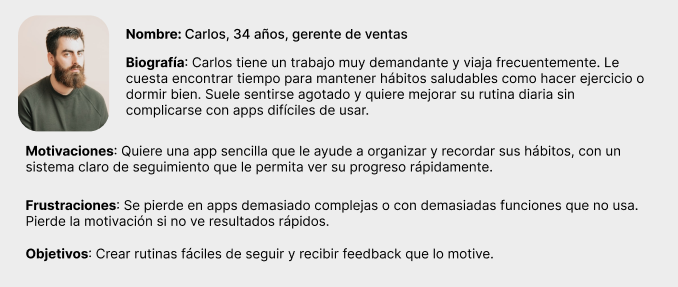 Nombre: Carlos, 34 años, gerente de ventas
Biografía: Carlos tiene un trabajo muy demandante y viaja frecuentemente. Le
cuesta encontrar tiempo para mantener hábitos saludables como hacer ejercicio o
dormir bien. Suele sentirse agotado y quiere mejorar su rutina diaria sin
complicarse con apps difíciles de usar.
Motivaciones: Quiere una app sencilla que le ayude a organizar y recordar sus hábitos, con un
sistema claro de seguimiento que le permita ver su progreso rápidamente.
Frustraciones: Se pierde en apps demasiado complejas o con demasiadas funciones que no usa.
Pierde la motivación si no ve resultados rápidos.
Objetivos: Crear rutinas fáciles de seguir y recibir feedback que lo motive.